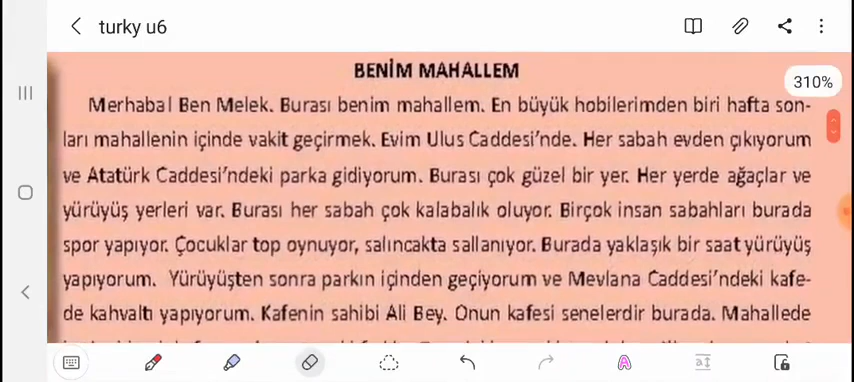 turky u6
310%
BENİM MAHALLEM
Merhabal Ben Melek. Burası benim mahallem. En büyük hobilerimden biri hafta son-
ları mahallenin içinde vakit geçirmek. Evim Ulus Caddesi'nde. Her sabah evden çıkıyorum
ve Atatürk Caddesi'ndeki parka gidiyorum. Burası çok güzel bir yer. Her yerde ağaçlar ve
yürüyüş yerleri var. Burası her sabah çok kalabalık oluyor. Birçok insan sabahları burada
spor yapıyor. Çocuklar top oynuyor, salıncakta sallanıyor. Burada yaklaşık bir saat yürüyüş
yapıyorum. Yürüyüşten sonra parkın içinden geçiyorum ve Mevlana Caddesi'ndeki kafe-
de kahvaltı yapıyorum. Kafenin sahibi Ali Bey. Onun kafesi senelerdir burada. Mahallede